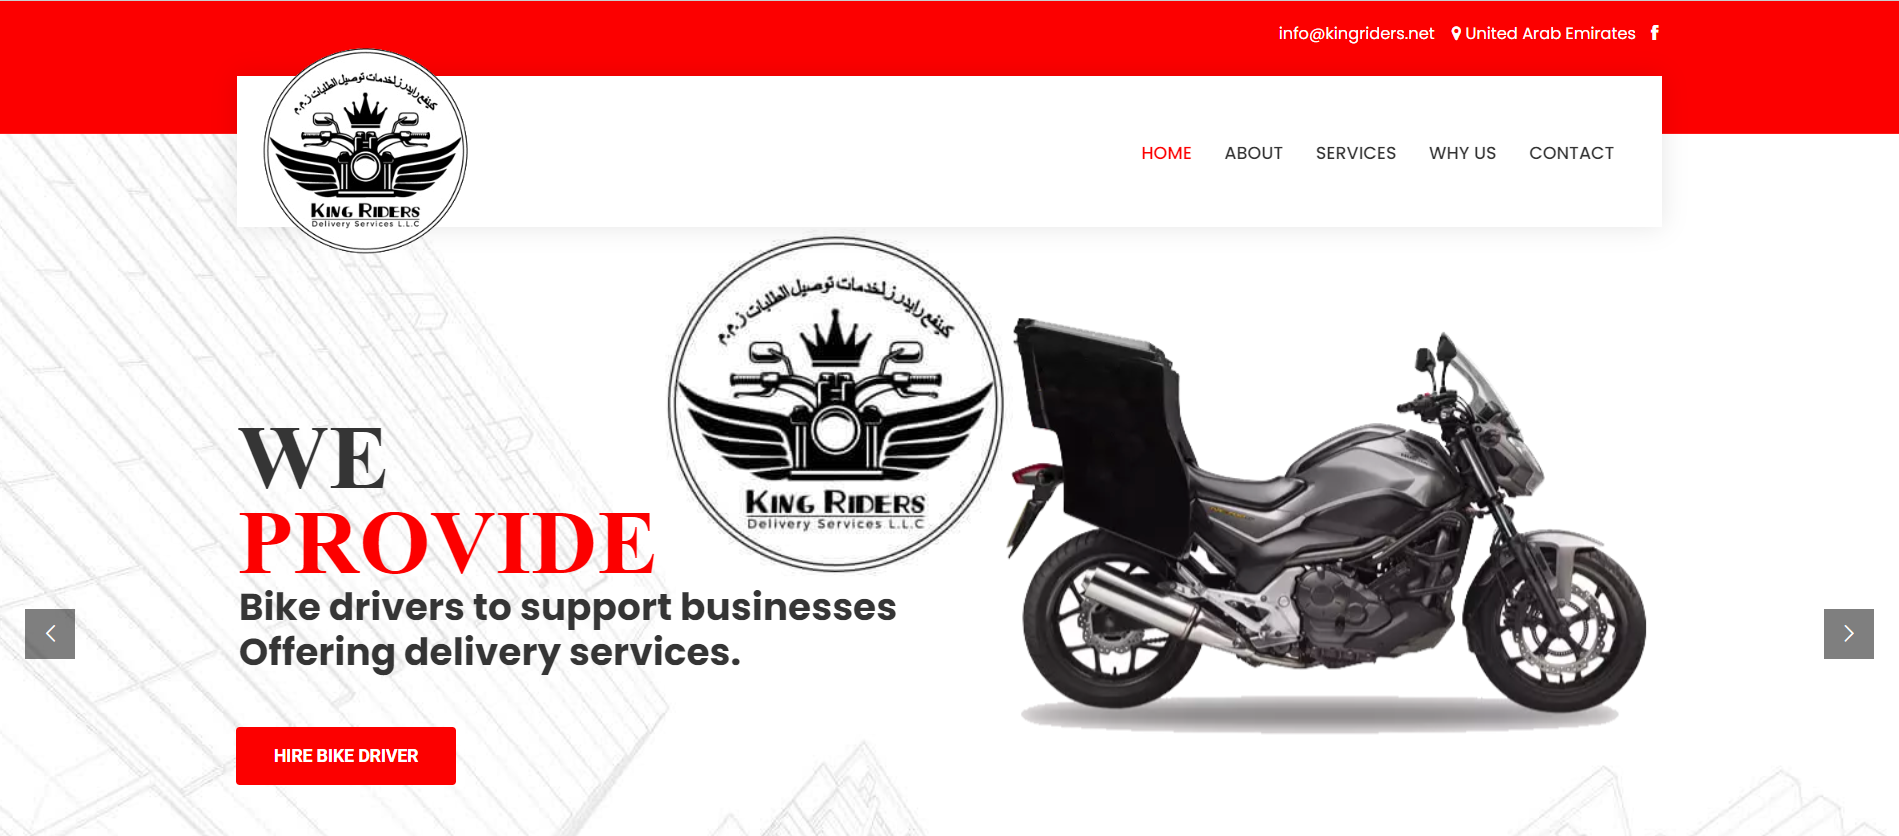 info@kingriders.net United Arab Emirates f
كينغ رايدرز لخدمات توصيل الطلبات ز.م.م
KING RIDERS
Delivery Services L.L.C
HOME ABOUT SERVICES WHY US CONTACT
كينغ رايدرز لخدمات توصيل الطلبات ز.م.م
KING RIDERS
Delivery Services L.L.C
WE
PROVIDE
Bike drivers to support businesses
Offering delivery services.
HIRE BIKE DRIVER